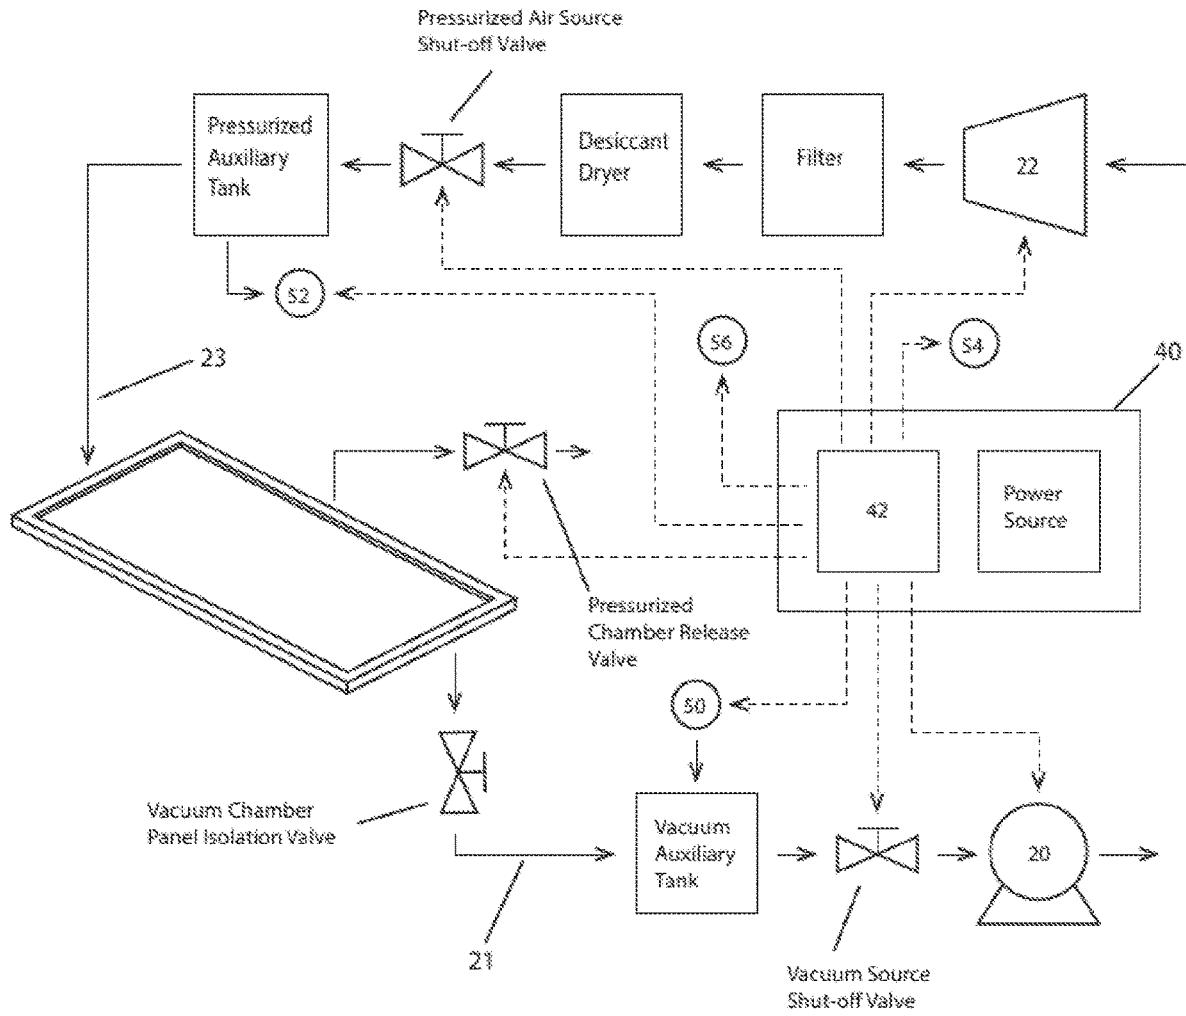 Pressurized Air Source
Shut-off Valve
Pressurized
Auxiliary
Tank
Desiccant
Dryer
Filter
22
52
56
54
23
40
42
Power
Source
Pressurized
Chamber Release
Valve
50
Vacuum Chamber
Panel Isolation Valve
Vacuum
Auxiliary
Tank
20
21
Vacuum Source
Shut-off Valve